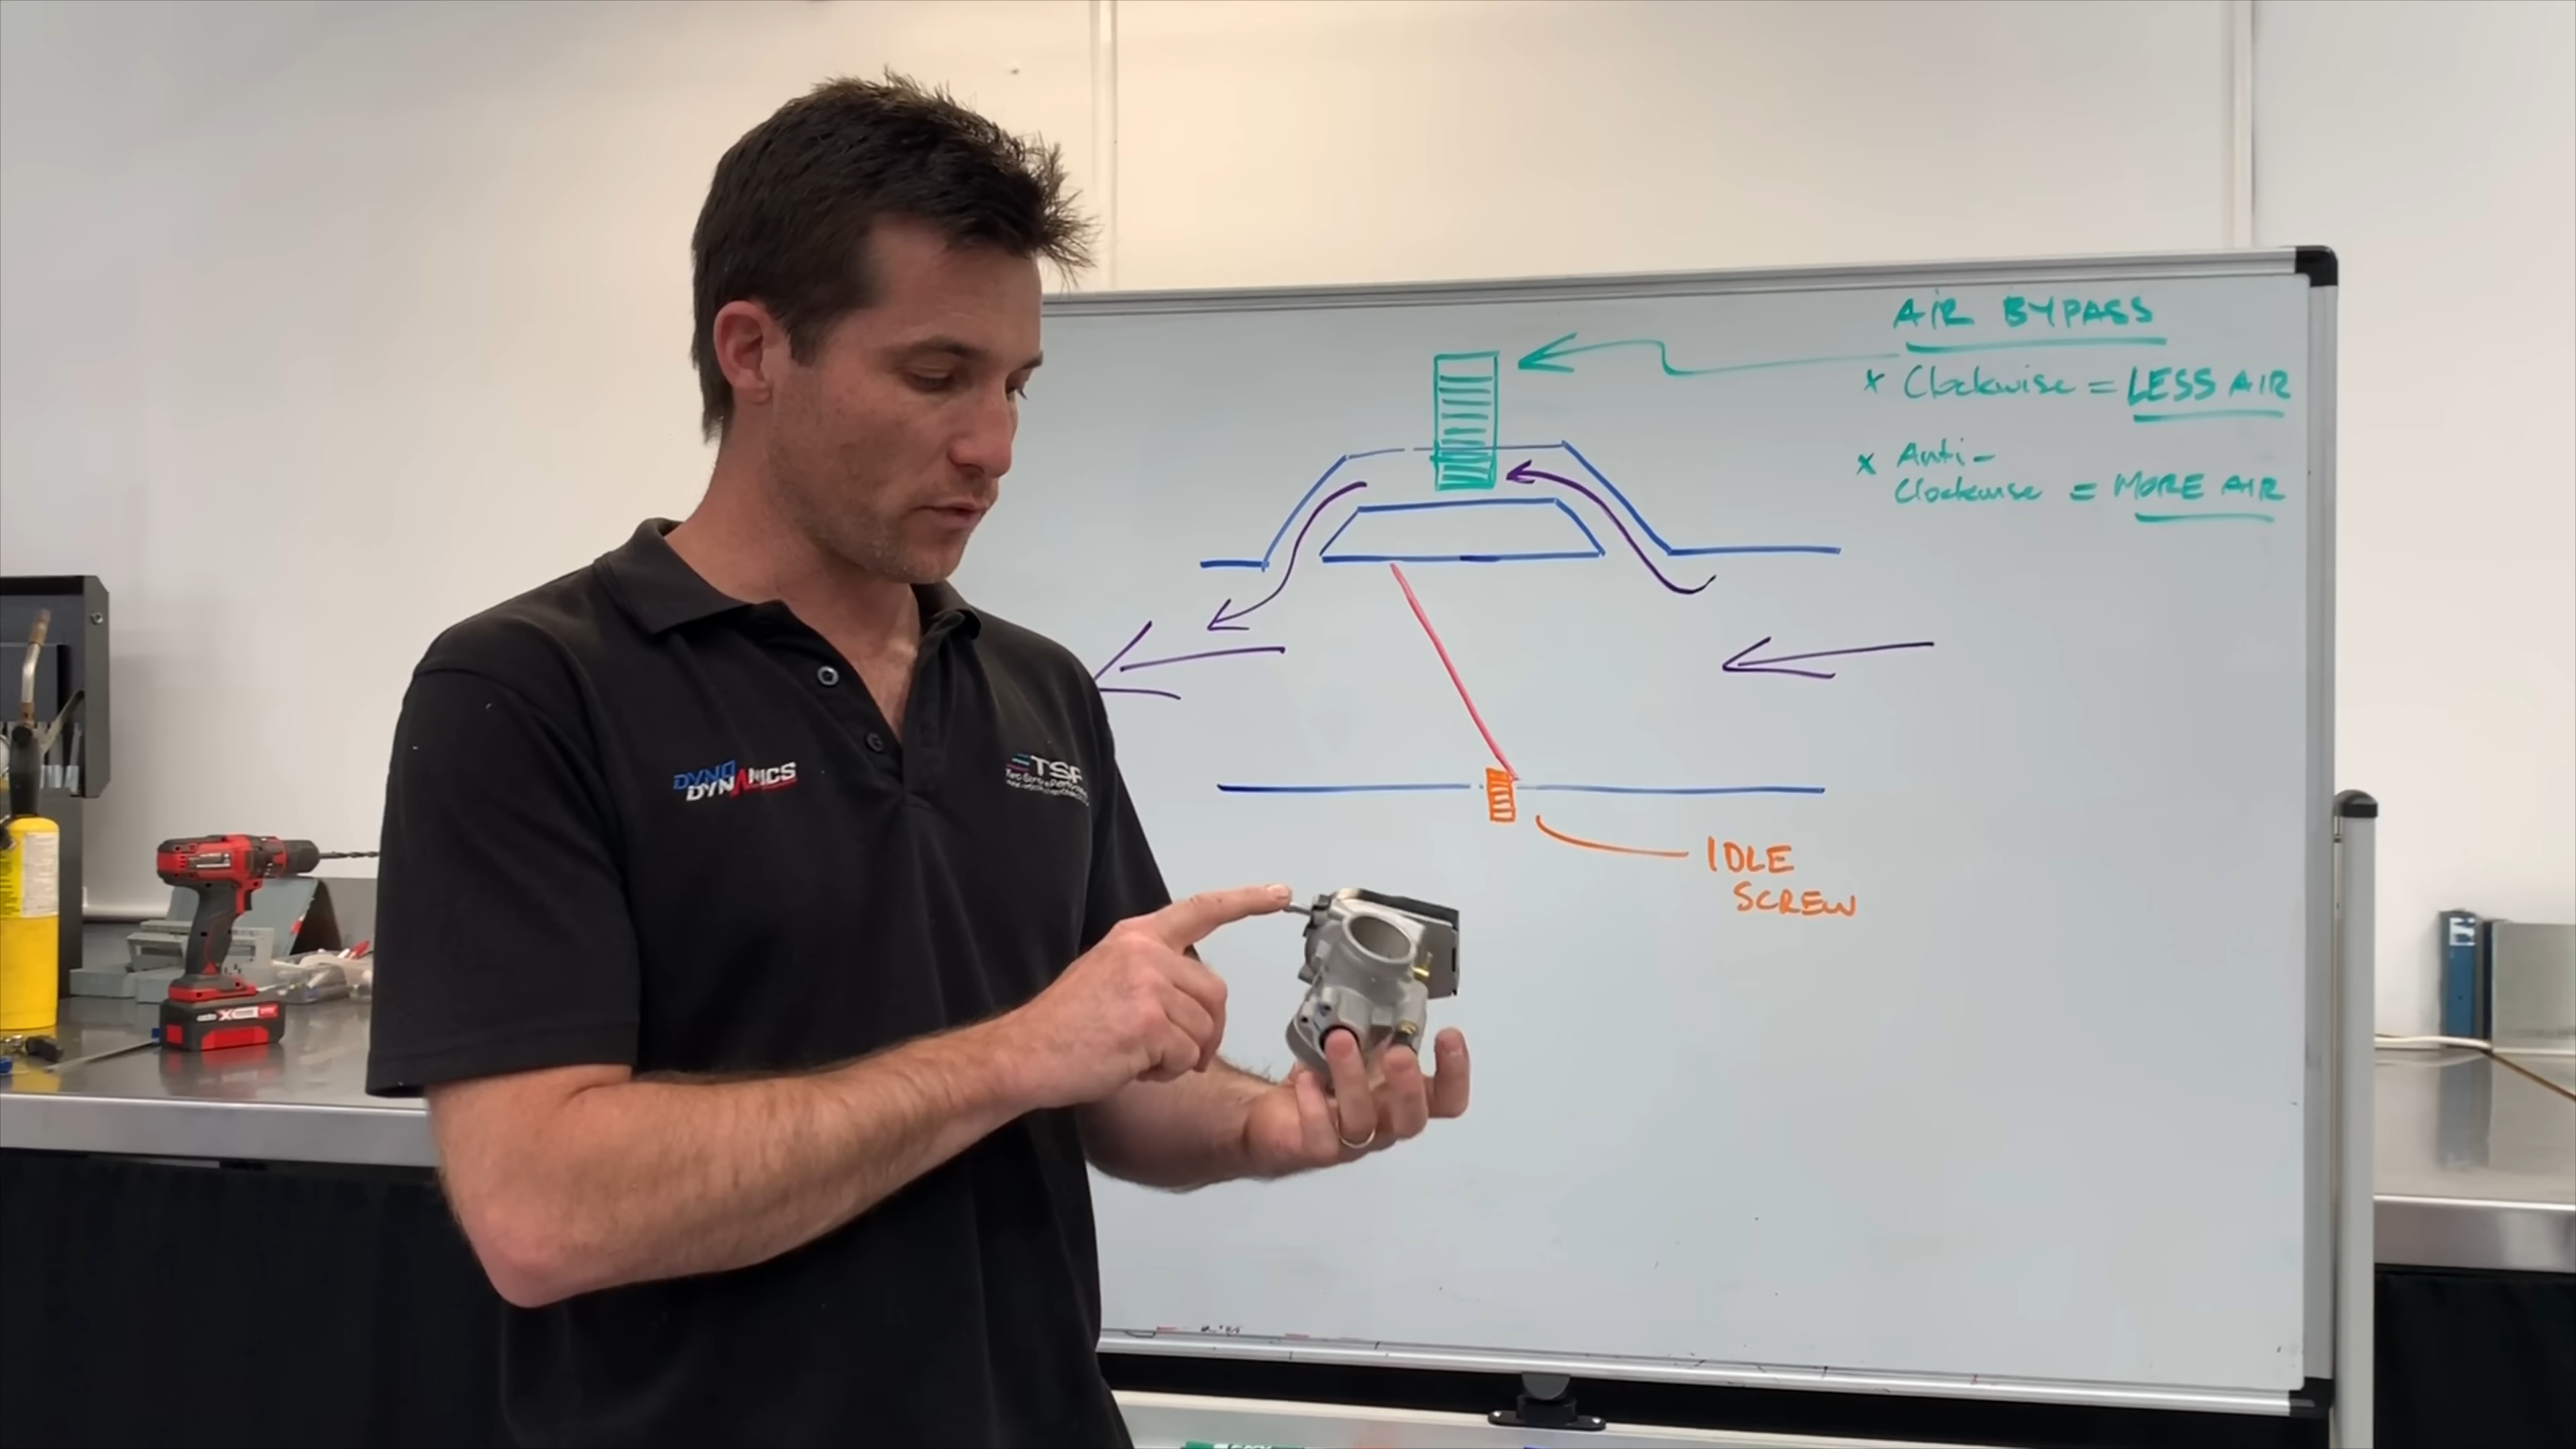 AIR BYPASS
x Clockwise = LESS AIR
x Anti-
Clockwise = MORE AIR
IDLE
SCREW
DYNO
DYNAMICS
TSP